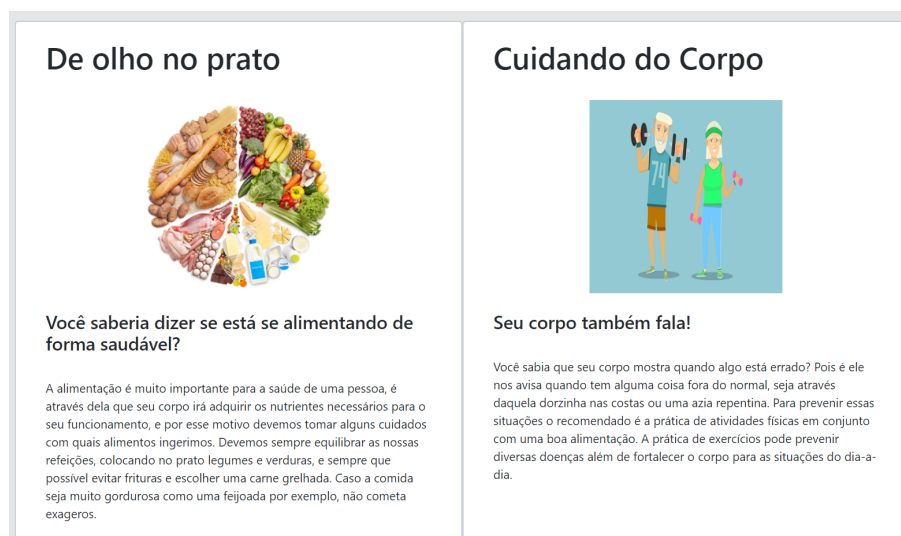 De olho no prato
Você saberia dizer se está se alimentando de
forma saudável?
A alimentação é muito importante para a saúde de uma pessoa, é
através dela que seu corpo irá adquirir os nutrientes necessários para o
seu funcionamento, e por esse motivo devemos tomar alguns cuidados
com quais alimentos ingerimos. Devemos sempre equilibrar as nossas
refeições, colocando no prato legumes e verduras, e sempre que
possível evitar frituras e escolher uma carne grelhada. Caso a comida
seja muito gordurosa como uma feijoada por exemplo, não cometa
exageros.
Cuidando do Corpo
74
Seu corpo também fala!
Você sabia que seu corpo mostra quando algo está errado? Pois é ele
nos avisa quando tem alguma coisa fora do normal, seja através
daquela dorzinha nas costas ou uma azia repentina. Para prevenir essas
situações o recomendado é a prática de atividades físicas em conjunto
com uma boa alimentação. A prática de exercícios pode prevenir
diversas doenças além de fortalecer o corpo para as situações do dia-a-
dia.